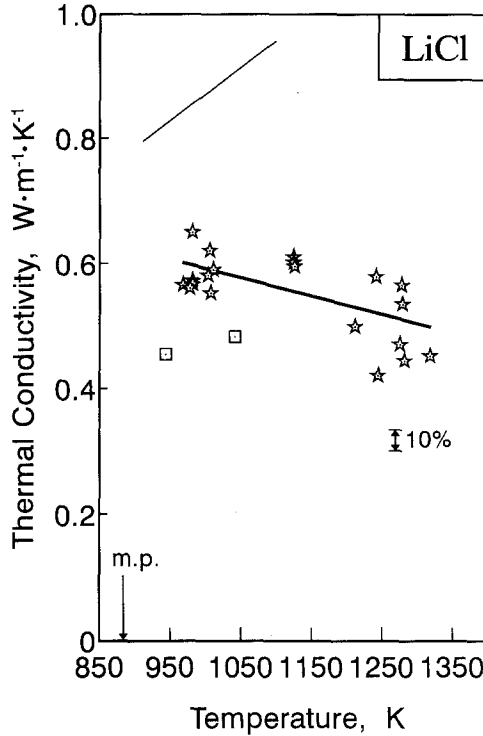 LiCl
Thermal Conductivity, W·m⁻¹·K⁻¹
1.0
0.8
0.6
0.4
0.2
0
10%
m.p.
850 950 1050 1150 1250 1350
Temperature, K